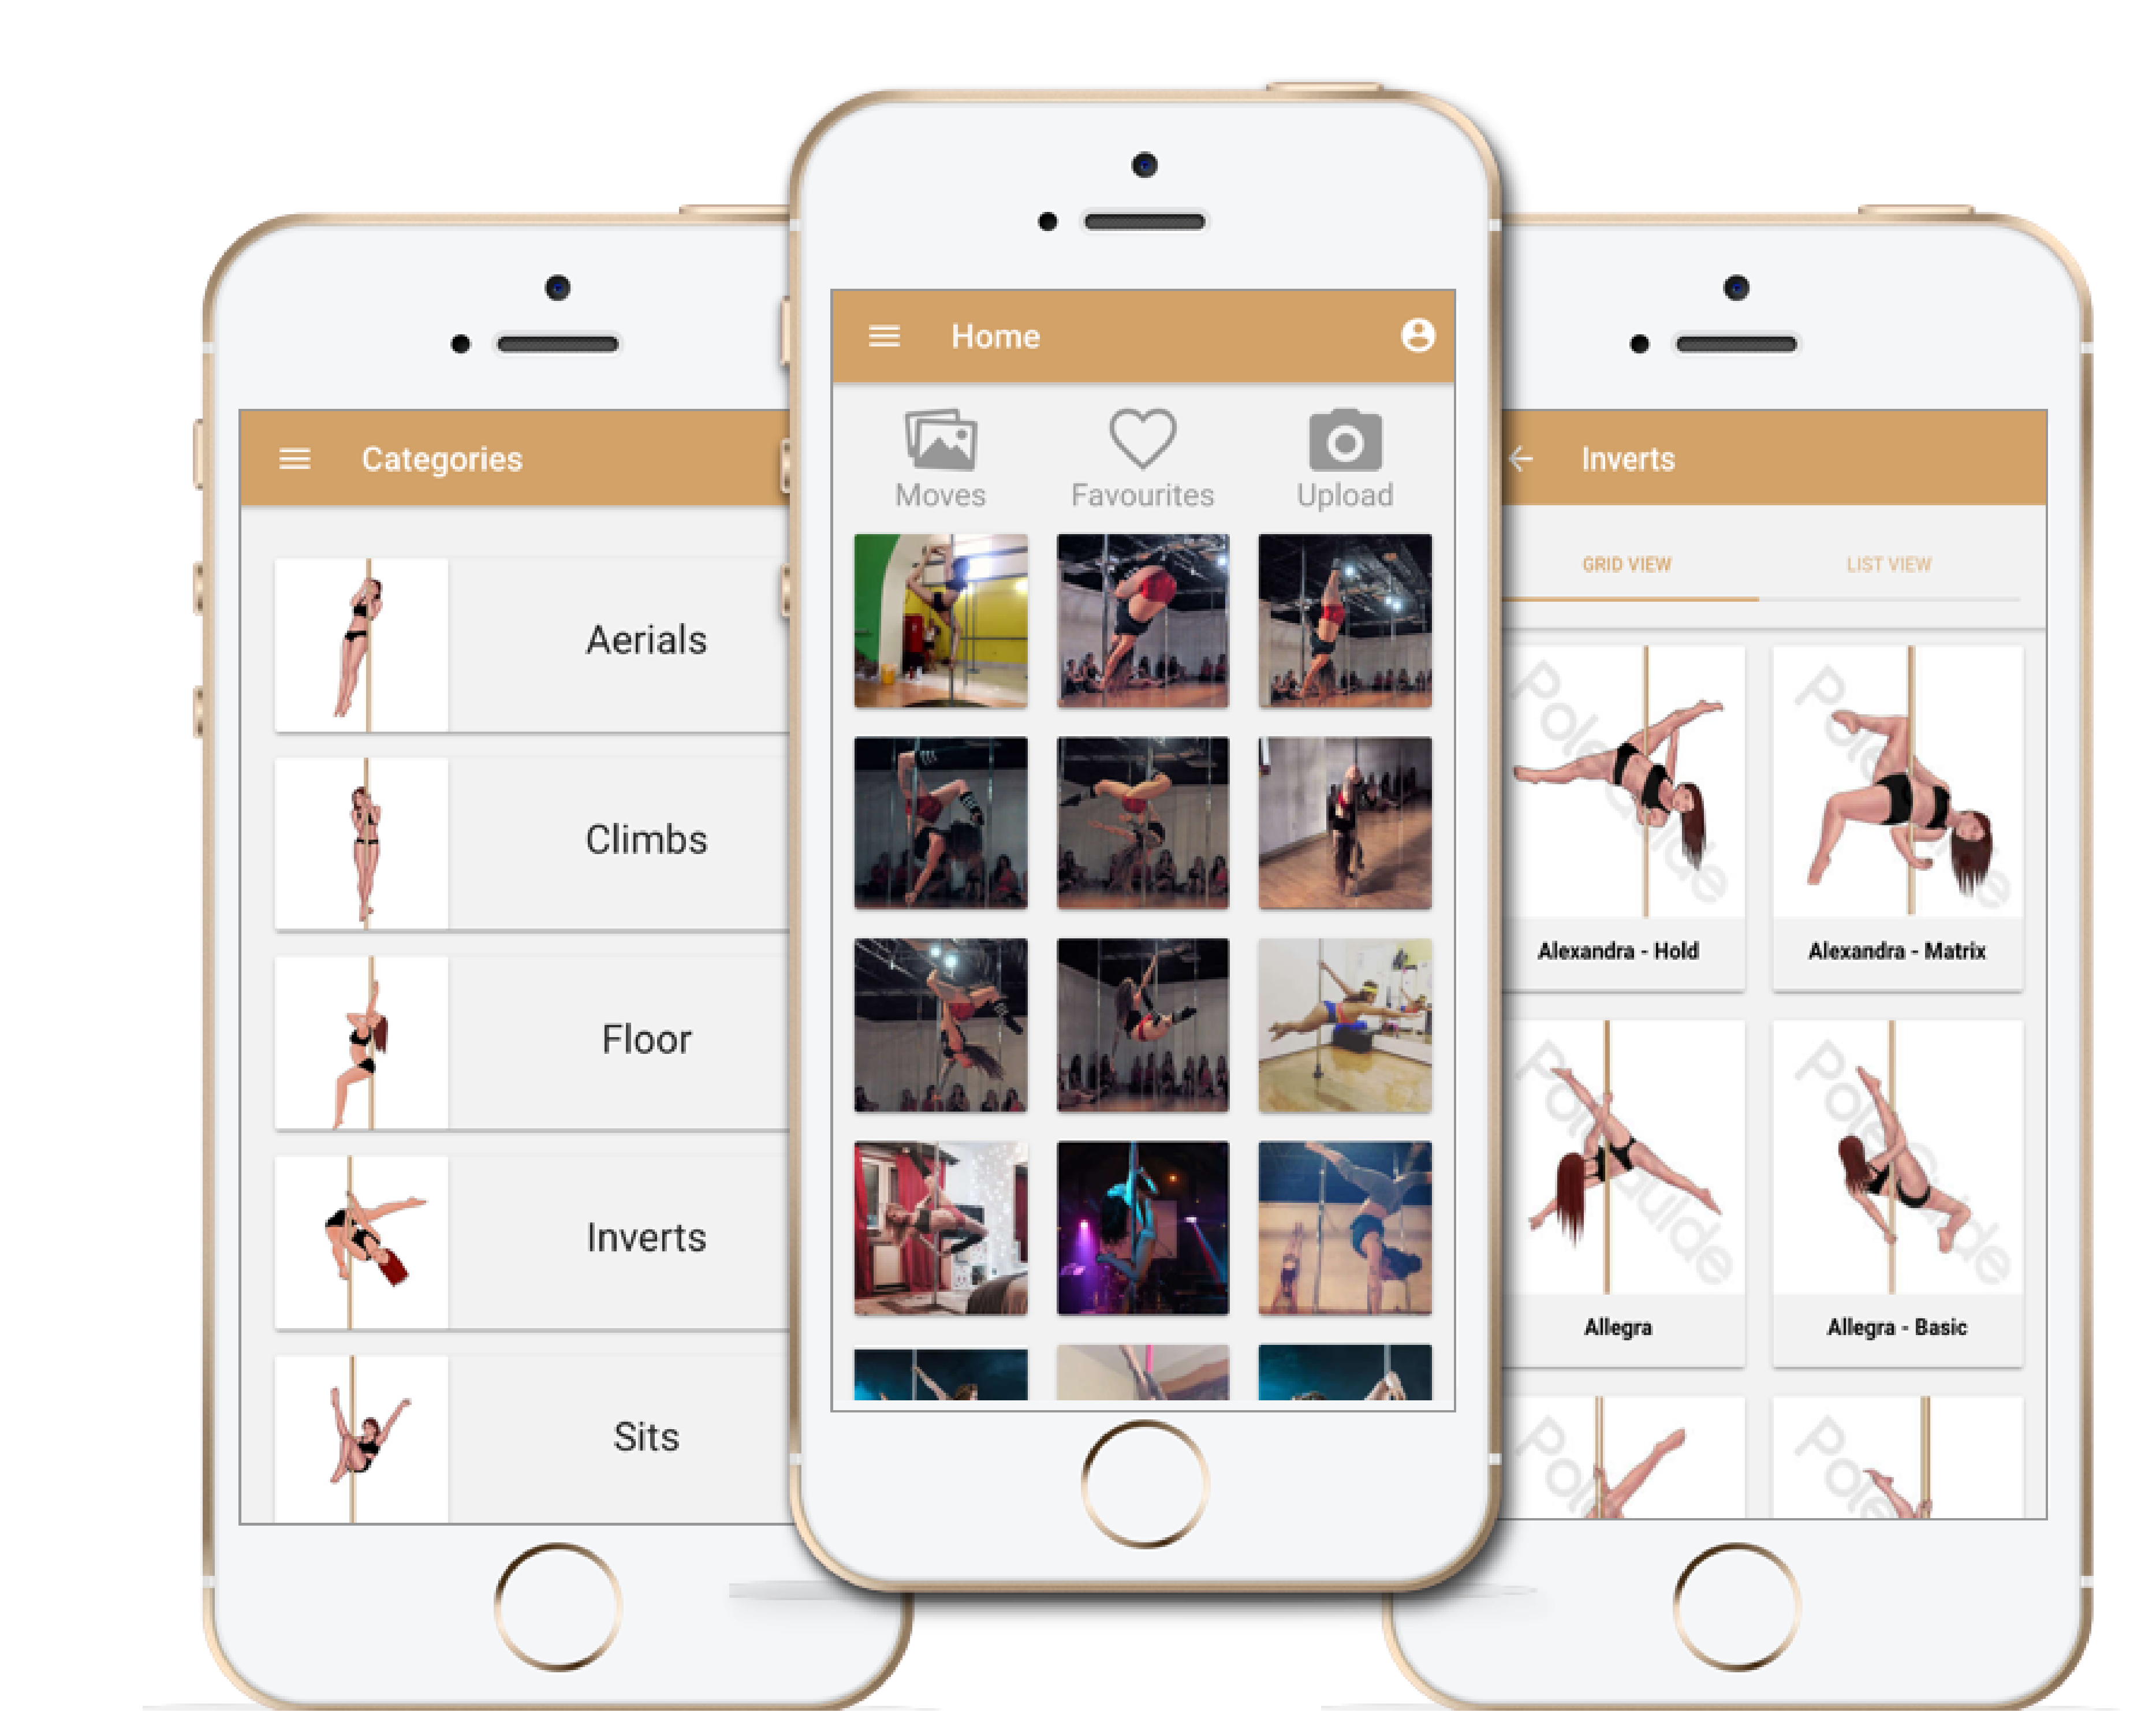 Categories
Aerials
Climbs
Floor
Inverts
Sits
Home
Moves Favourites Upload
Inverts
GRID VIEW LIST VIEW
Alexandra - Hold Alexandra - Matrix
Allegra Allegra - Basic